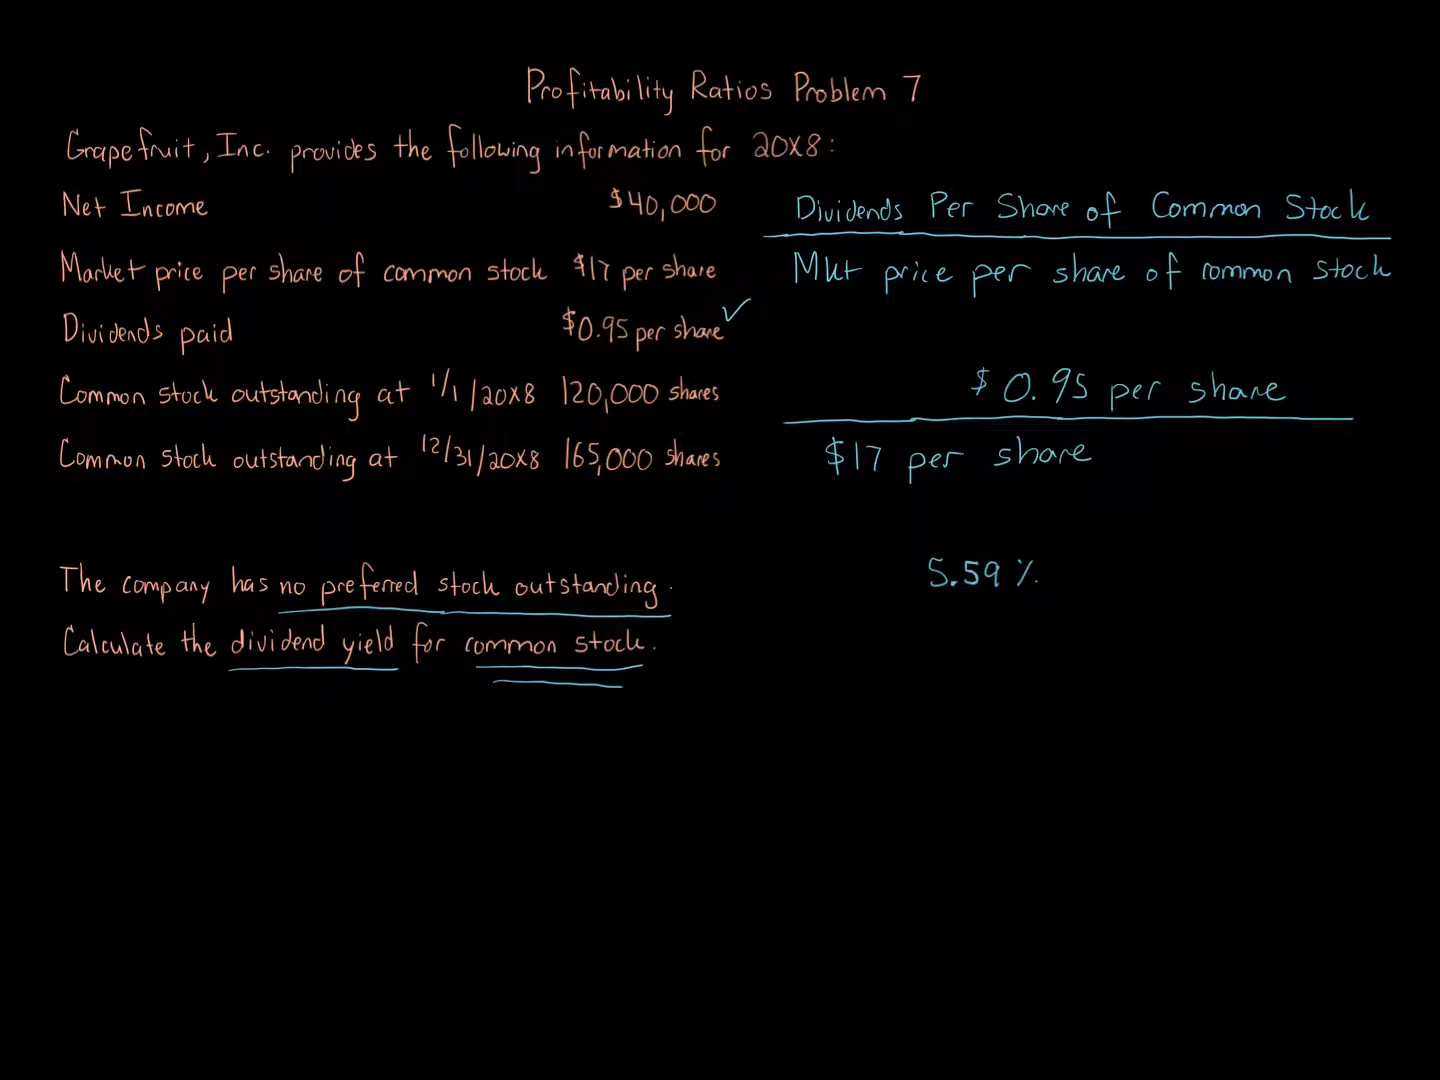 Profitability Ratios Problem 7
Grapefruit, Inc. provides the following information for 20X8:
Net Income $40,000
Market price per share of common stock $17 per share
Dividends paid $0.95 per share ✓
Common stock outstanding at 1/1/20X8 120,000 shares
Common stock outstanding at 12/31/20X8 165,000 shares
The company has no preferred stock outstanding.
Calculate the dividend yield for common stock.
Dividends Per Share of Common Stock
Mkt price per share of common stock
$0.95 per share
$17 per share
5.59%